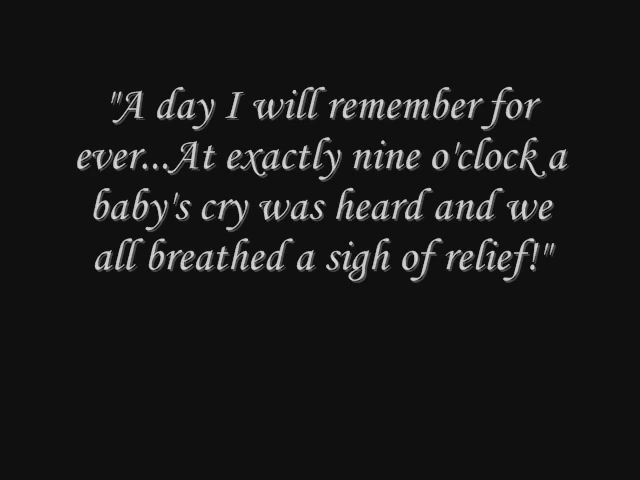 "A day I will remember for
ever...At exactly nine o'clock a
baby's cry was heard and we
all breathed a sigh of relief!"